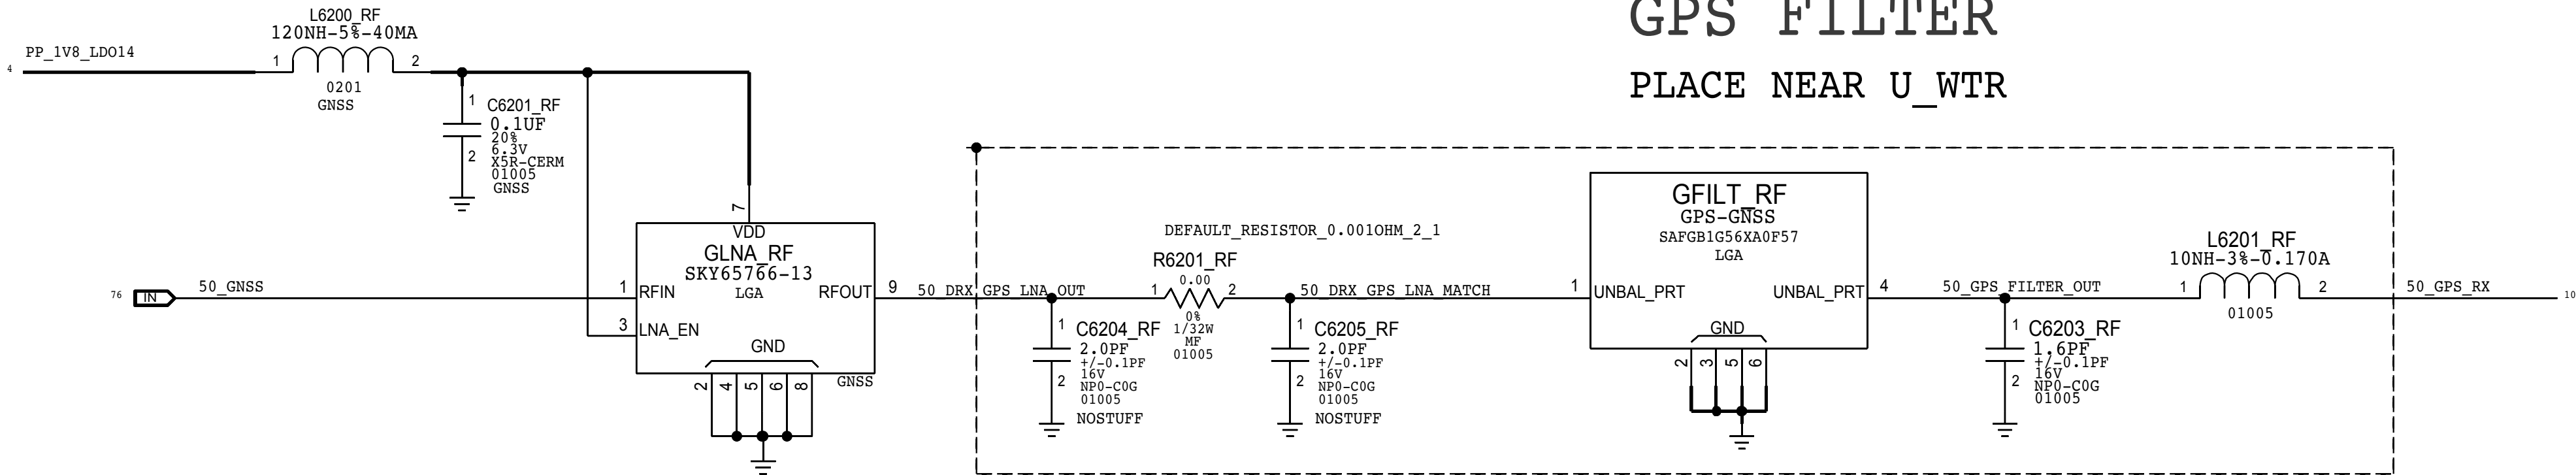 GPS FILTER
PLACE NEAR U_WTR
L6200_RF
120NH-5%-40MA
PP_1V8_LDO14
4
1
2
0201
GNSS
1
C6201_RF
0.1UF
20%
6.3V
X5R-CERM
01005
GNSS
2
7
VDD
GLNA_RF
SKY65766-13
LGA
76
IN
50_GNSS
1
RFIN
RFOUT
9
3
LNA_EN
GND
GNSS
2
4
5
6
8
50_DRX_GPS_LNA_OUT
DEFAULT_RESISTOR_0.001OHM_2_1
R6201_RF
0.00
1
2
0%
1/32W
MF
01005
50_DRX_GPS_LNA_MATCH
1
C6204_RF
2.0PF
+/-0.1PF
16V
2
NP0-C0G
01005
NOSTUFF
1
C6205_RF
2.0PF
+/-0.1PF
16V
2
NP0-C0G
01005
NOSTUFF
GFILT_RF
GPS-GNSS
SAFGB1G56XA0F57
LGA
1
UNBAL_PRT
UNBAL_PRT
4
GND
2
3
5
6
50_GPS_FILTER_OUT
1
C6203_RF
1.6PF
+/-0.1PF
16V
2
NP0-C0G
01005
L6201_RF
10NH-3%-0.170A
1
2
01005
50_GPS_RX
10